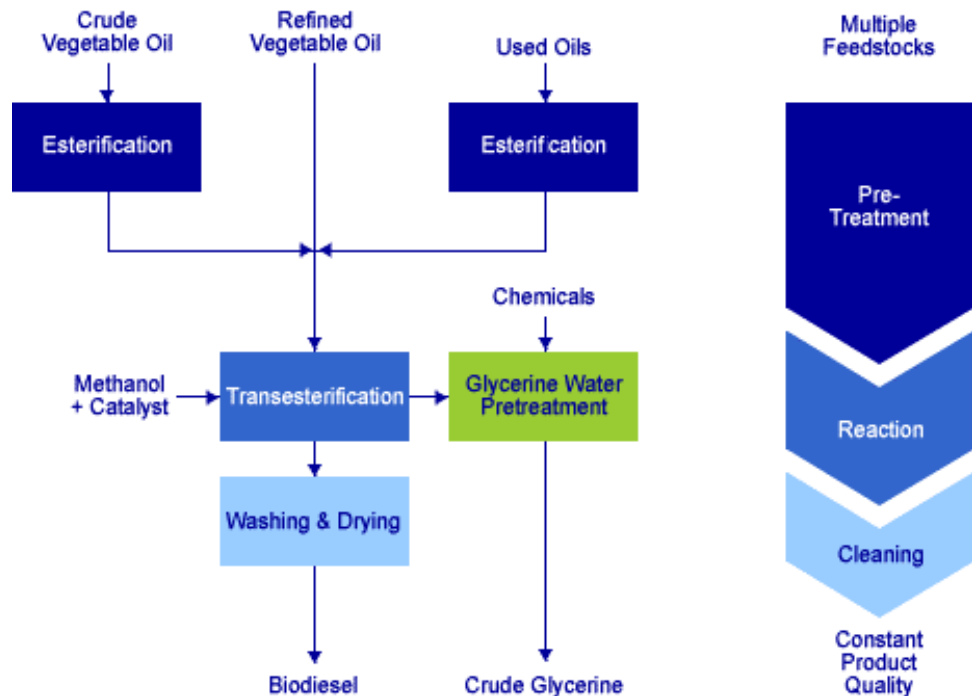 Crude
Vegetable Oil
Refined
Vegetable Oil
Used Oils
Multiple
Feedstocks
Esterification
Esterification
Pre-
Treatment
Chemicals
Methanol
+ Catalyst
Transesterification
Glycerine Water
Pretreatment
Reaction
Washing & Drying
Cleaning
Biodiesel
Crude Glycerine
Constant
Product
Quality